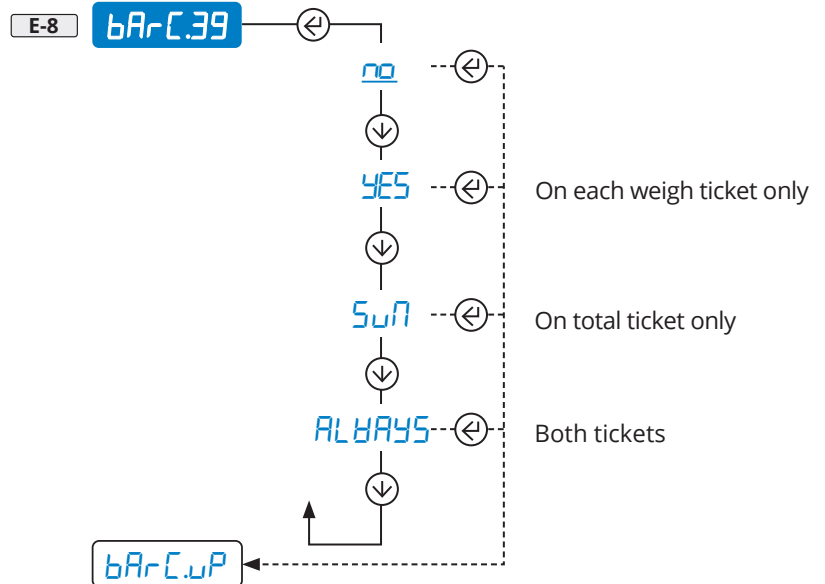 E-8 bArC.39
no
YES On each weigh ticket only
SuM On total ticket only
ALWAYS Both tickets
bArC.uP